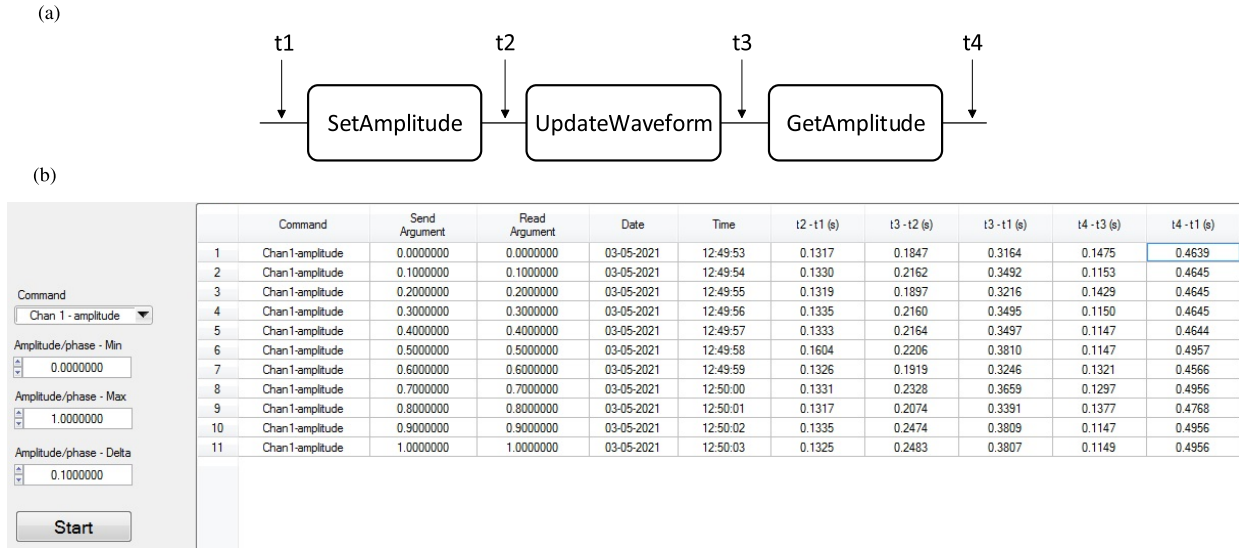 (a)
t1 t2 t3 t4
SetAmplitude UpdateWaveform GetAmplitude
(b)
Command
Chan 1 - amplitude
Amplitude/phase - Min
0.0000000
Amplitude/phase - Max
1.0000000
Amplitude/phase - Delta
0.1000000
Start
Command Send Argument Read Argument Date Time t2 - t1 (s) t3 - t2 (s) t3 - t1 (s) t4 - t3 (s) t4 - t1 (s)
1 Chan1-amplitude 0.0000000 0.0000000 03-05-2021 12:49:53 0.1317 0.1847 0.3164 0.1475 0.4639
2 Chan1-amplitude 0.1000000 0.1000000 03-05-2021 12:49:54 0.1330 0.2162 0.3492 0.1153 0.4645
3 Chan1-amplitude 0.2000000 0.2000000 03-05-2021 12:49:55 0.1319 0.1897 0.3216 0.1429 0.4645
4 Chan1-amplitude 0.3000000 0.3000000 03-05-2021 12:49:56 0.1335 0.2160 0.3495 0.1150 0.4645
5 Chan1-amplitude 0.4000000 0.4000000 03-05-2021 12:49:57 0.1333 0.2164 0.3497 0.1147 0.4644
6 Chan1-amplitude 0.5000000 0.5000000 03-05-2021 12:49:58 0.1604 0.2206 0.3810 0.1147 0.4957
7 Chan1-amplitude 0.6000000 0.6000000 03-05-2021 12:49:59 0.1326 0.1919 0.3246 0.1321 0.4566
8 Chan1-amplitude 0.7000000 0.7000000 03-05-2021 12:50:00 0.1331 0.2328 0.3659 0.1297 0.4956
9 Chan1-amplitude 0.8000000 0.8000000 03-05-2021 12:50:01 0.1317 0.2074 0.3391 0.1377 0.4768
10 Chan1-amplitude 0.9000000 0.9000000 03-05-2021 12:50:02 0.1335 0.2474 0.3809 0.1147 0.4956
11 Chan1-amplitude 1.0000000 1.0000000 03-05-2021 12:50:03 0.1325 0.2483 0.3807 0.1149 0.4956